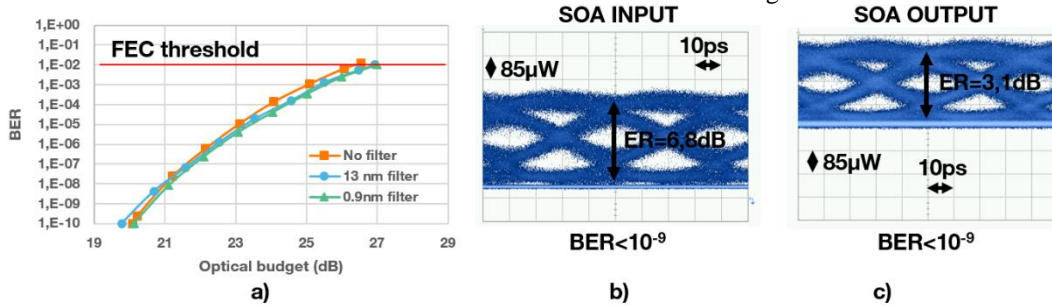 1,E+00
1,E-01
1,E-02
1,E-03
1,E-04
1,E-05
1,E-06
1,E-07
1,E-08
1,E-09
1,E-10
BER
FEC threshold
No filter
13 nm filter
0.9nm filter
19 21 23 25 27 29
Optical budget (dB)
a)
SOA INPUT
10ps
85µW
ER=6,8dB
BER<10⁻⁹
b)
SOA OUTPUT
ER=3,1dB
85µW
10ps
BER<10⁻⁹
c)